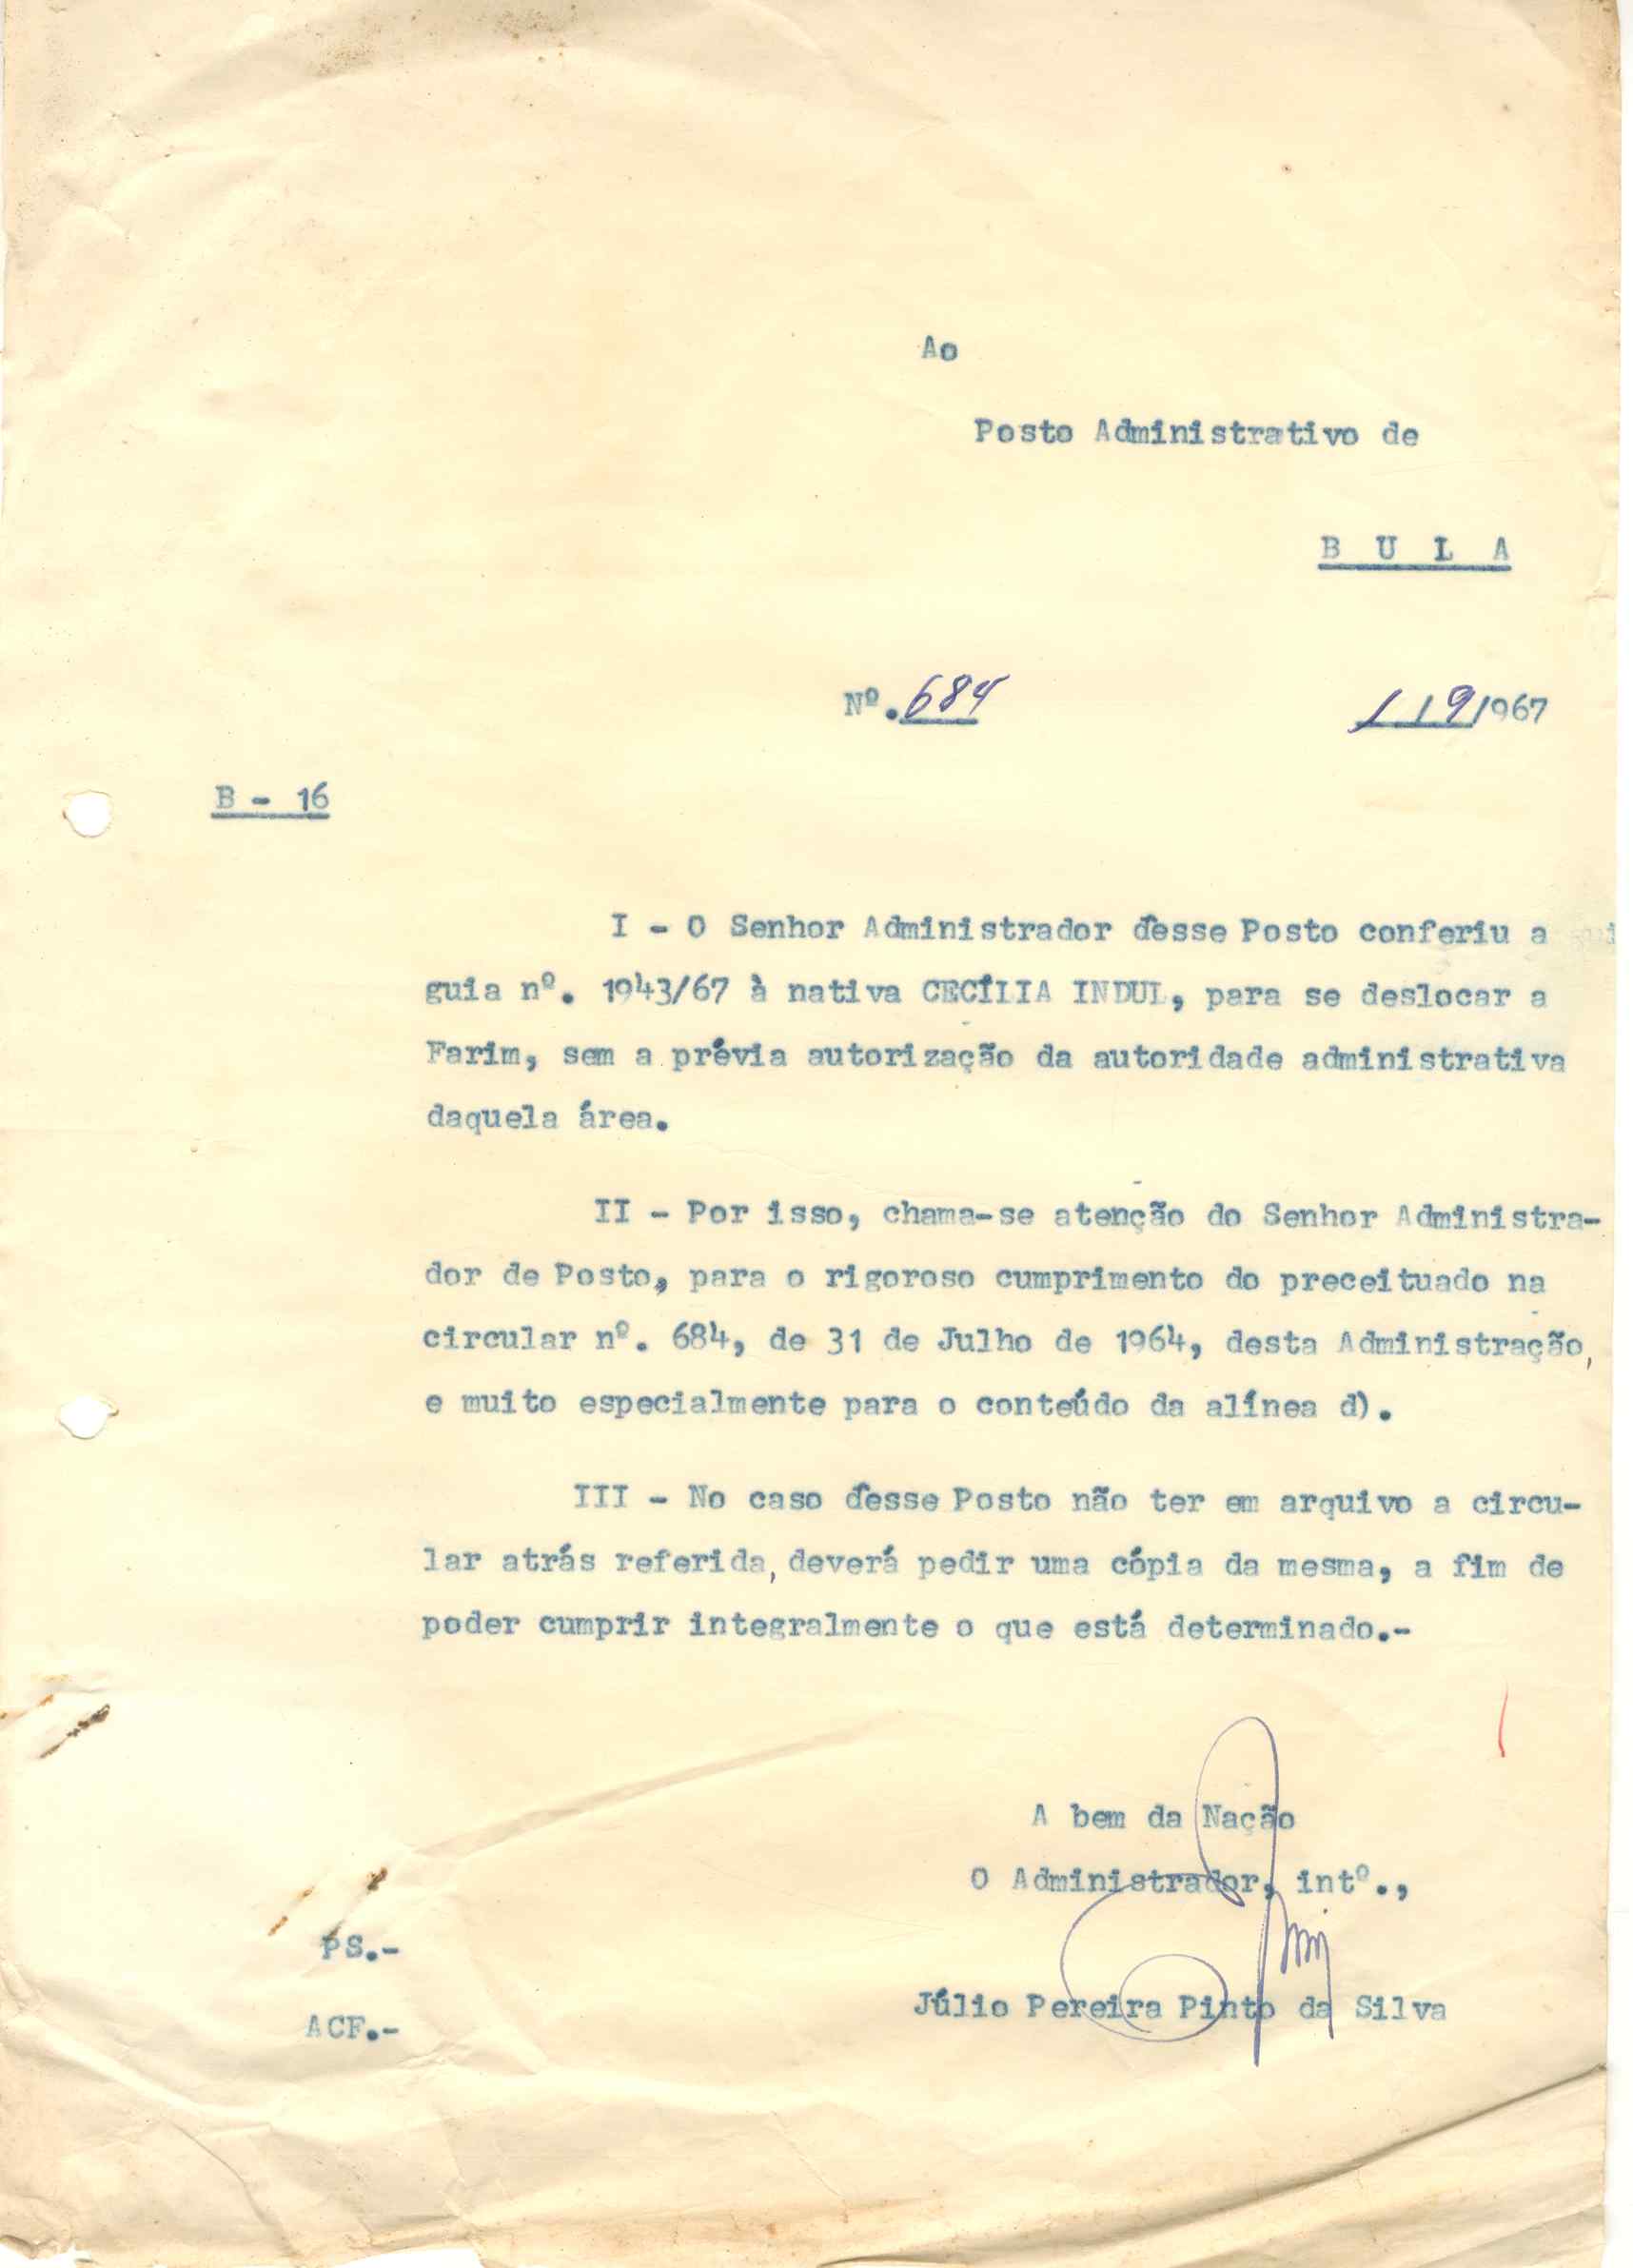 Ao
Posto Administrativo de
B U L A
Nº. 684
1/9/1967
B - 16
I - O Senhor Administrador desse Posto conferiu a
guia nº. 1943/67 à nativa CECÍLIA INDUL, para se deslocar a
Farim, sem a prévia autorização da autoridade administrativa
daquela área.
II - Por isso, chama-se atenção do Senhor Administra-
dor de Posto, para o rigoroso cumprimento do preceituado na
circular nº. 684, de 31 de Julho de 1964, desta Administração,
e muito especialmente para o conteúdo da alínea d).
III - No caso desse Posto não ter em arquivo a circu-
lar atrás referida, deverá pedir uma cópia da mesma, a fim de
poder cumprir integralmente o que está determinado.-
A bem da Nação
O Administrador, intº.,
Júlio Pereira Pinto da Silva
PS.-
ACF.-